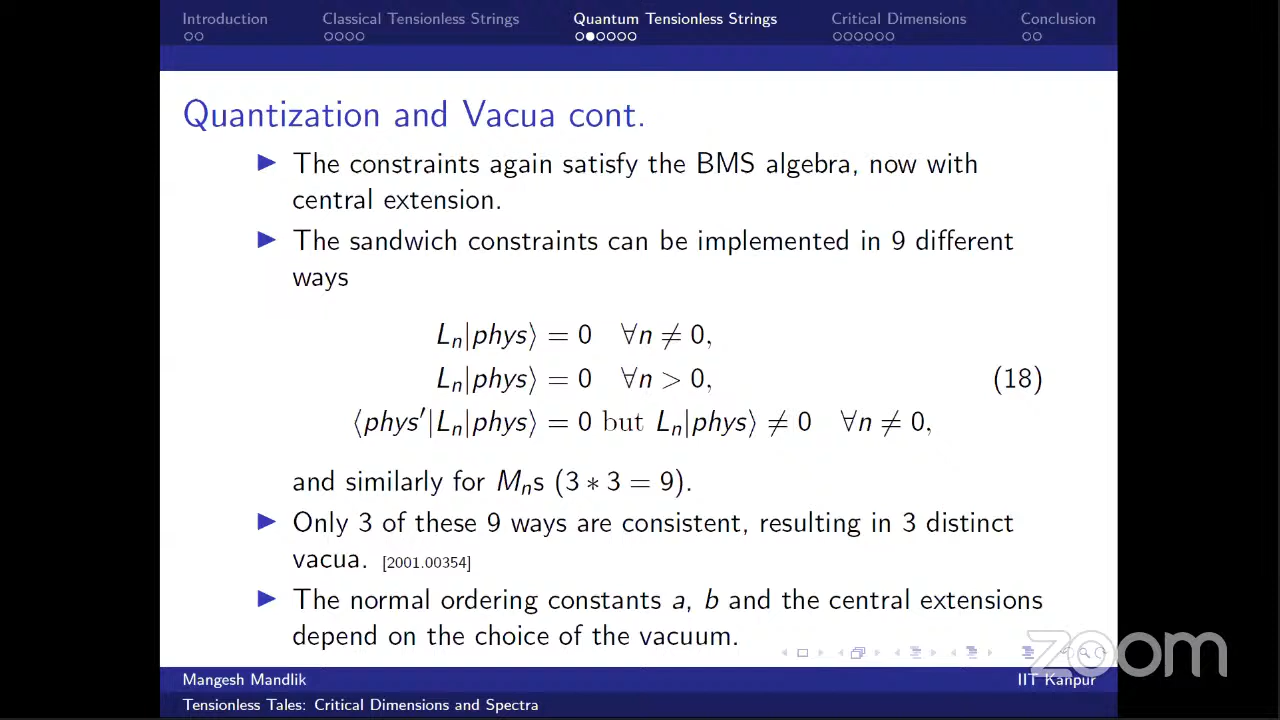 Introduction Classical Tensionless Strings Quantum Tensionless Strings Critical Dimensions Conclusion
Quantization and Vacua cont.
The constraints again satisfy the BMS algebra, now with
central extension.
The sandwich constraints can be implemented in 9 different
ways
Lₙ|phys⟩ = 0 ∀n ≠ 0,
Lₙ|phys⟩ = 0 ∀n > 0, (18)
⟨phys′|Lₙ|phys⟩ = 0 but Lₙ|phys⟩ ≠ 0 ∀n ≠ 0,
and similarly for Mₙs (3 ∗ 3 = 9).
Only 3 of these 9 ways are consistent, resulting in 3 distinct
vacua. [2001.00354]
The normal ordering constants a, b and the central extensions
depend on the choice of the vacuum.
zoom
Mangesh Mandlik IIT Kanpur
Tensionless Tales: Critical Dimensions and Spectra